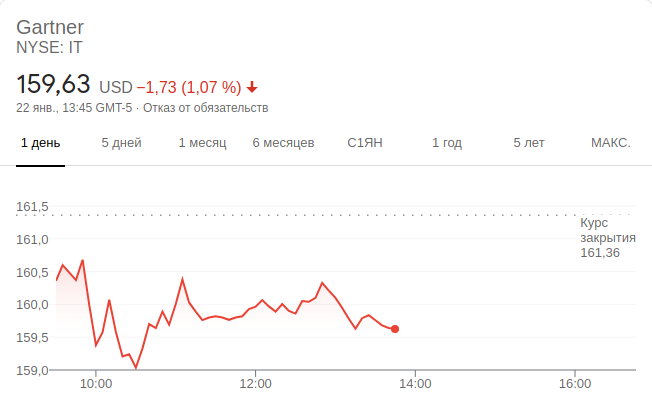 Gartner
NYSE: IT
159,63 USD −1,73 (1,07 %)
22 янв., 13:45 GMT-5 · Отказ от обязательств
1 день 5 дней 1 месяц 6 месяцев С1ЯН 1 год 5 лет МАКС.
161,5
Курс
закрытия
161,36
161,0
160,5
160,0
159,5
159,0
10:00 12:00 14:00 16:00